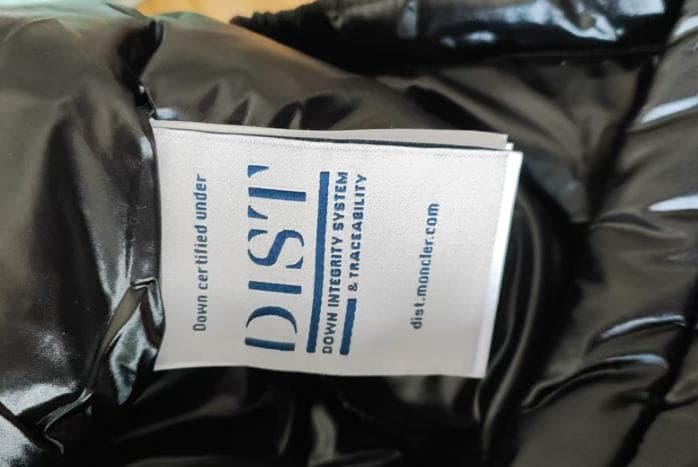 Down certified under
DIST
DOWN INTEGRITY SYSTEM
& TRACEABILITY
dist.moncler.com